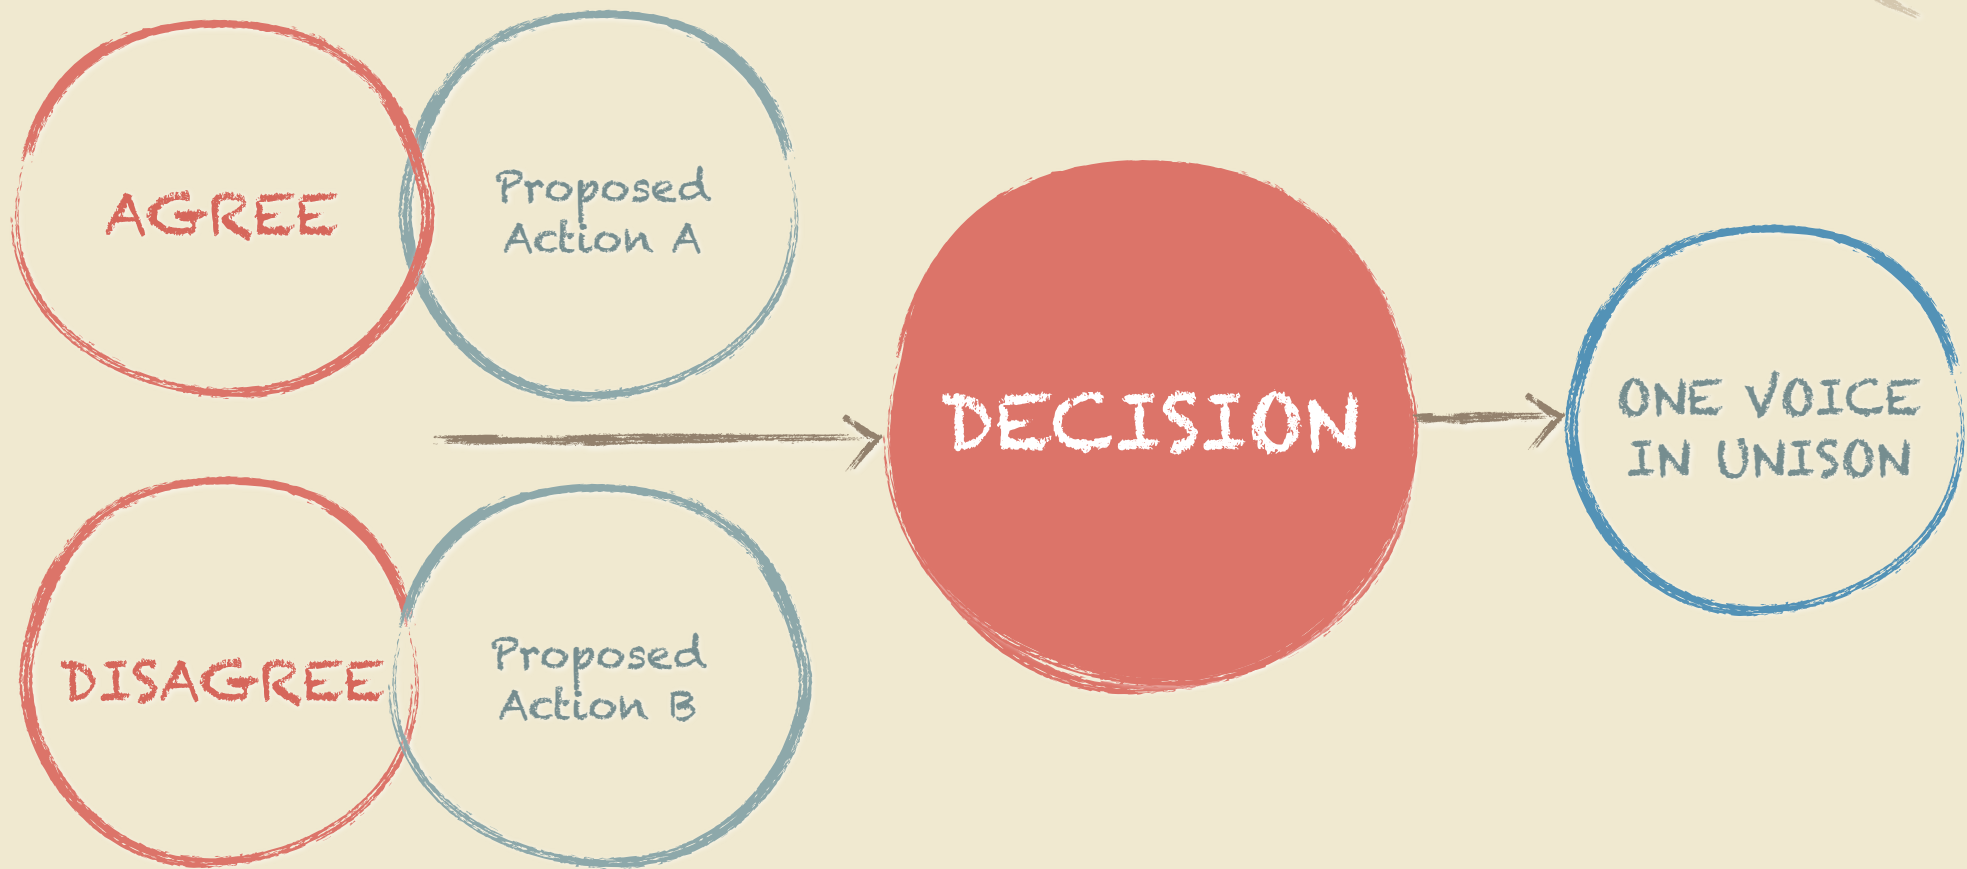 AGREE
Proposed
Action A
DISAGREE
Proposed
Action B
DECISION
ONE VOICE
IN UNISON